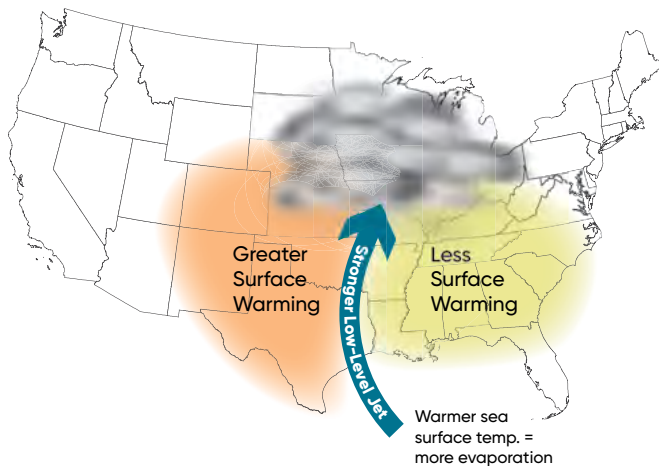 Greater
Surface
Warming
Less
Surface
Warming
Stronger Low-Level Jet
Warmer sea
surface temp. =
more evaporation